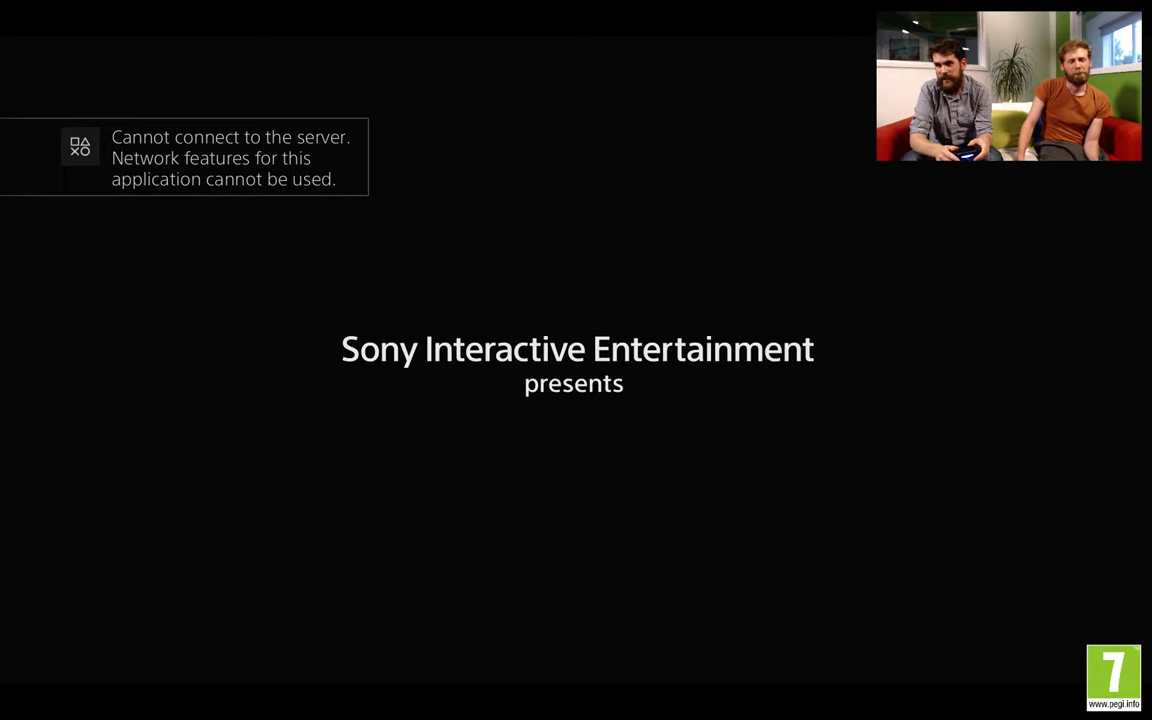 Cannot connect to the server.
Network features for this
application cannot be used.
Sony Interactive Entertainment
presents
7
www.pegi.info